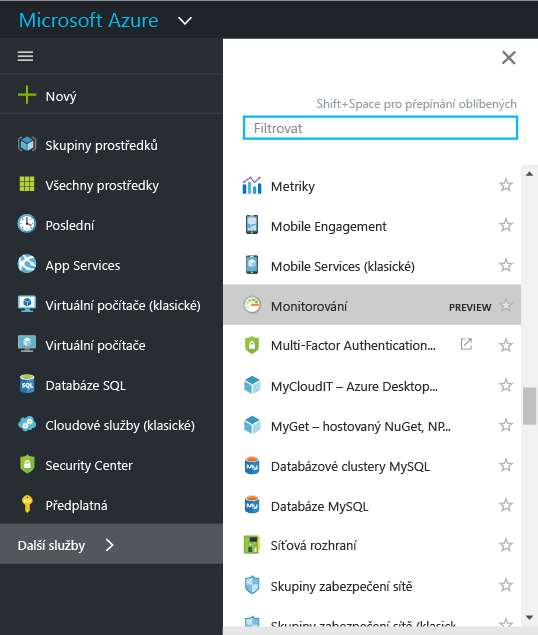 Microsoft Azure
Nový
Skupiny prostředků
Všechny prostředky
Poslední
App Services
Virtuální počítače (klasické)
Virtuální počítače
Databáze SQL
Cloudové služby (klasické)
Security Center
Předplatná
Další služby
Shift+Space pro přepínání oblíbených
Filtrovat
Metriky
Mobile Engagement
Mobile Services (klasické)
Monitorování PREVIEW
Multi-Factor Authentication...
MyCloudIT – Azure Desktop...
MyGet – hostovaný NuGet, NP...
Databázové clustery MySQL
Databáze MySQL
Síťová rozhraní
Skupiny zabezpečení sítě
Skupiny zabezpečení sítě (klasick